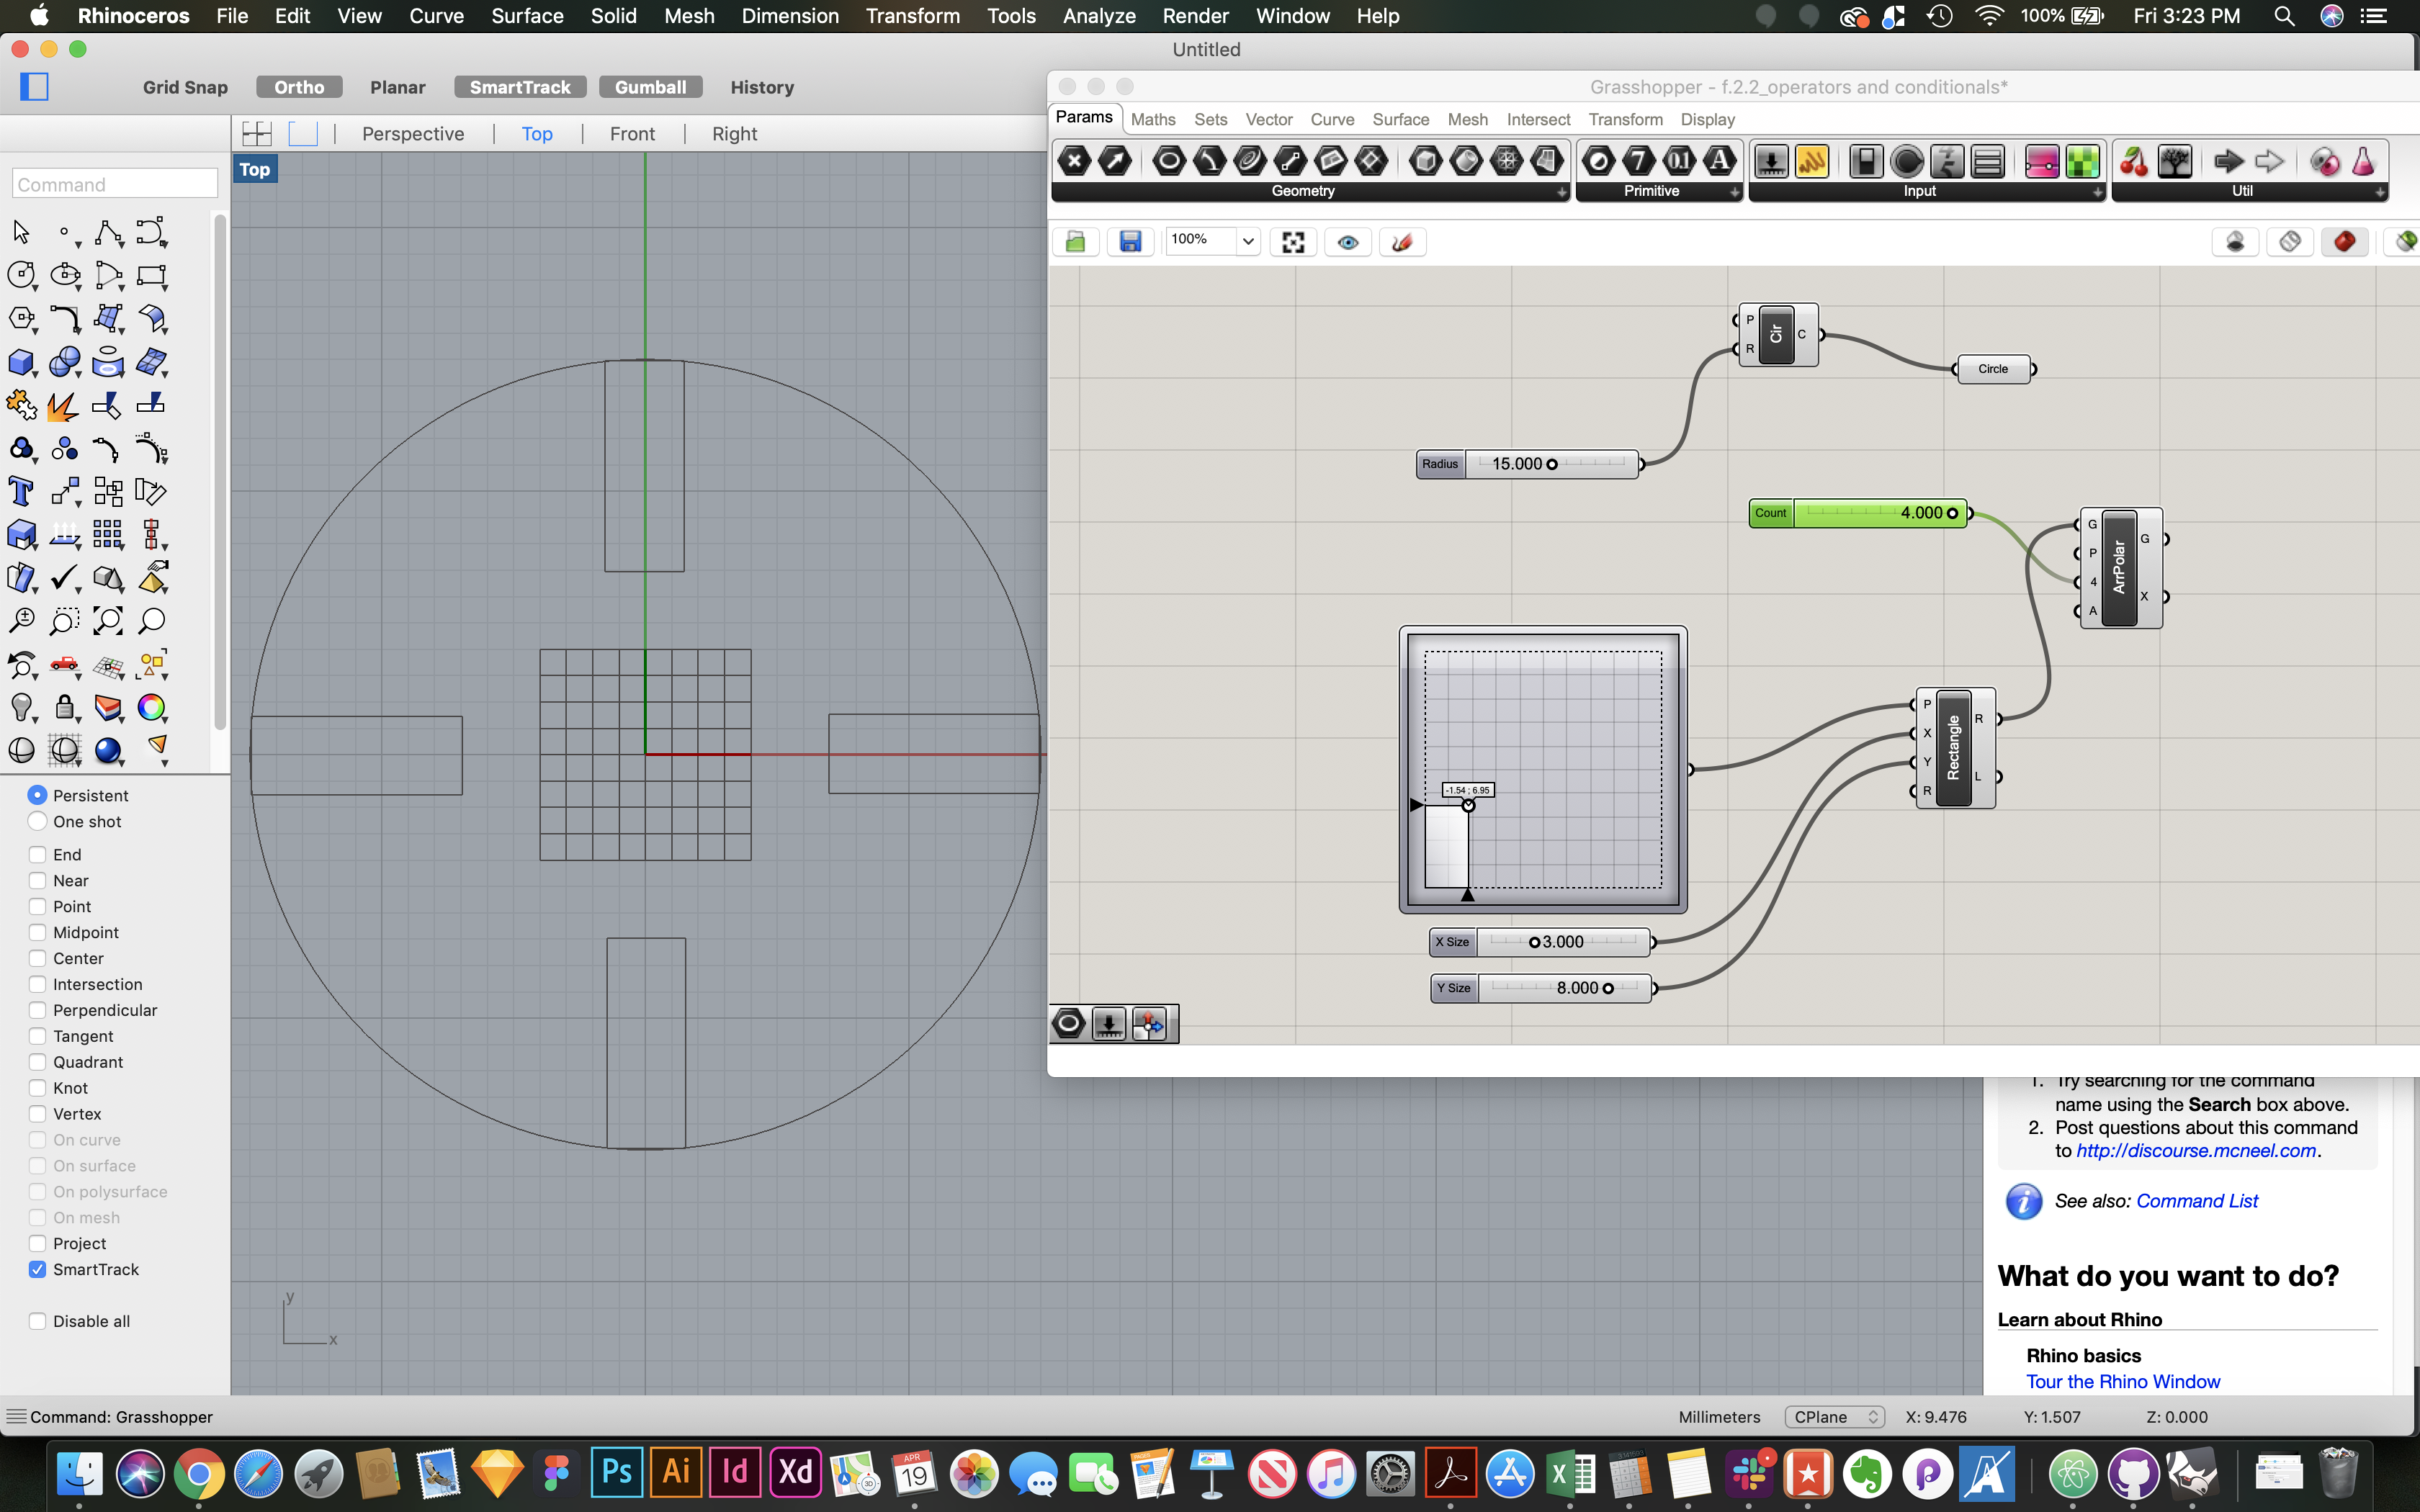 Rhinoceros File Edit View Curve Surface Solid Mesh Dimension Transform Tools Analyze Render Window Help 100% Fri 3:23 PM
Untitled
Grid Snap Ortho Planar SmartTrack Gumball History
Grasshopper - f.2.2_operators and conditionals*
Params Maths Sets Vector Curve Surface Mesh Intersect Transform Display
Perspective Top Front Right
Top
Command
Geometry Primitive Input Util
100%
P
R
Cir
C
Circle
Radius 15.000
Count 4.000
G
P
4
A
ArrPolar
G
X
-1.54 ; 6.95
P
X
Y
R
Rectangle
R
L
X Size 3.000
Y Size 8.000
Persistent
One shot
End
Near
Point
Midpoint
Center
Intersection
Perpendicular
Tangent
Quadrant
Knot
Vertex
On curve
On surface
On polysurface
On mesh
Project
SmartTrack
Disable all
y
x
1. Try searching for the command
name using the Search box above.
2. Post questions about this command
to http://discourse.mcneel.com.
See also: Command List
What do you want to do?
Learn about Rhino
Rhino basics
Tour the Rhino Window
Command: Grasshopper
Millimeters CPlane X: 9.476 Y: 1.507 Z: 0.000
Ps Ai Id Xd APR 19